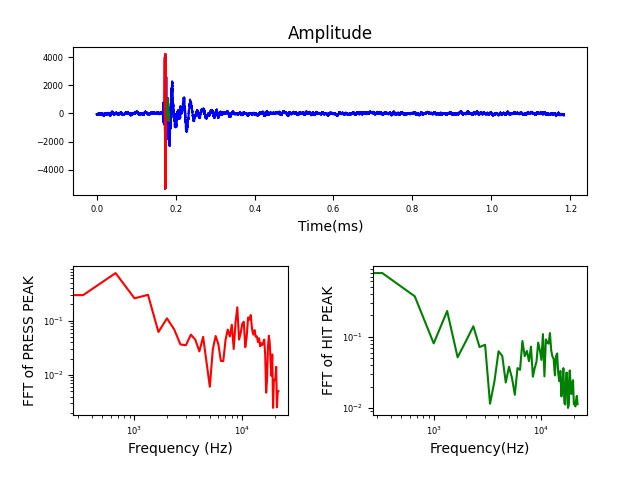 Amplitude
4000
2000
0
−2000
−4000
0.0 0.2 0.4 0.6 0.8 1.0 1.2
Time(ms)
FFT of PRESS PEAK
10⁻¹
10⁻²
10³ 10⁴
Frequency (Hz)
FFT of HIT PEAK
10⁻¹
10⁻²
10³ 10⁴
Frequency(Hz)